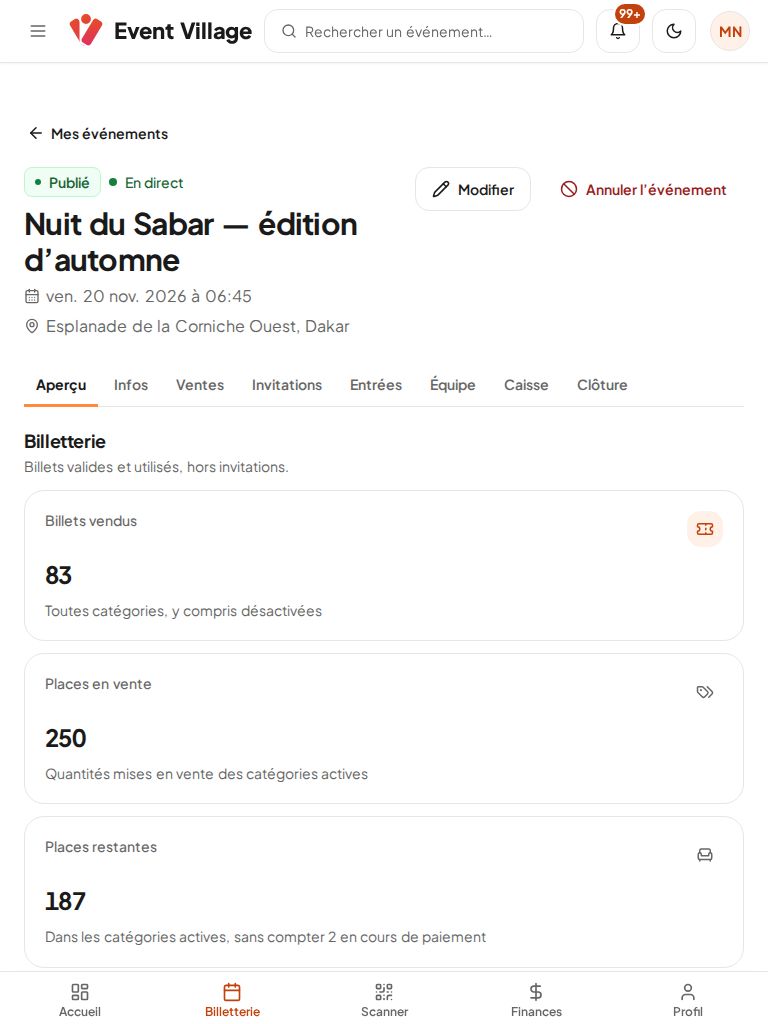 Event Village
Rechercher un événement…
99+
MN
Mes événements
Publié
En direct
Modifier
Annuler l’événement
Nuit du Sabar — édition
d’automne
ven. 20 nov. 2026 à 06:45
Esplanade de la Corniche Ouest, Dakar
Aperçu
Infos
Ventes
Invitations
Entrées
Équipe
Caisse
Clôture
Billetterie
Billets valides et utilisés, hors invitations.
Billets vendus
83
Toutes catégories, y compris désactivées
Places en vente
250
Quantités mises en vente des catégories actives
Places restantes
187
Dans les catégories actives, sans compter 2 en cours de paiement
Accueil
Billetterie
Scanner
Finances
Profil